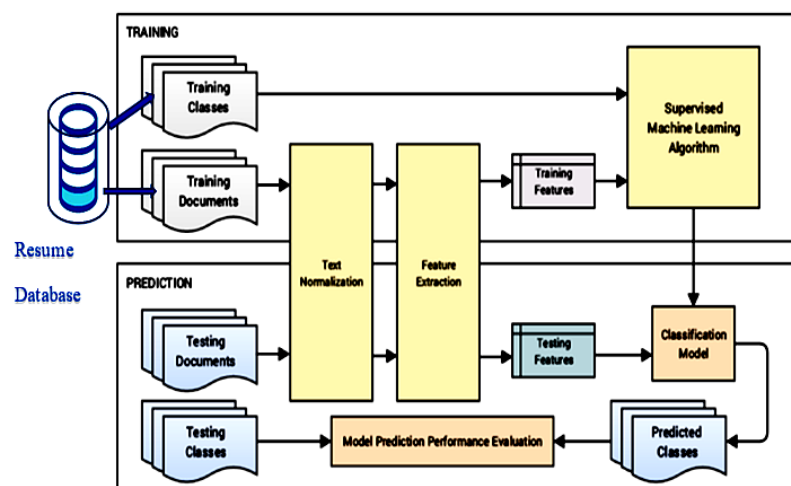 TRAINING
Training
Classes
Supervised
Machine Learning
Algorithm
Training
Documents
Training
Features
Resume
Database
Text
Normalization
Feature
Extraction
PREDICTION
Testing
Documents
Testing
Features
Classification
Model
Testing
Classes
Model Prediction Performance Evaluation
Predicted
Classes